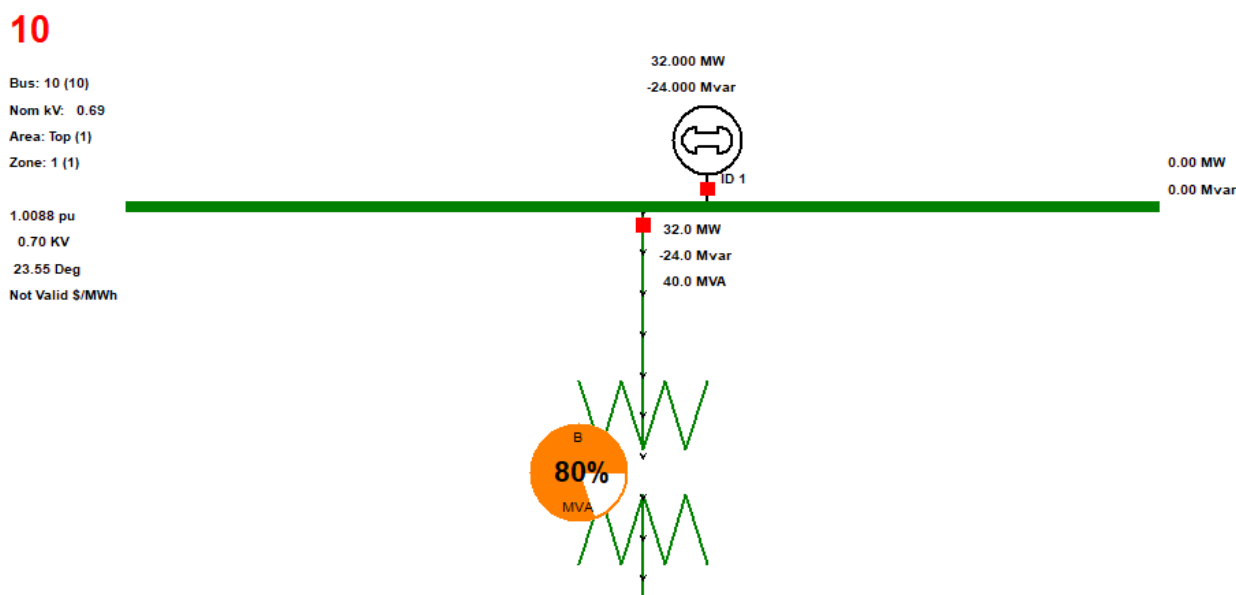 10
Bus: 10 (10)
Nom kV: 0.69
Area: Top (1)
Zone: 1 (1)
1.0088 pu
0.70 KV
23.55 Deg
Not Valid $/MWh
32.000 MW
-24.000 Mvar
ID 1
0.00 MW
0.00 Mvar
32.0 MW
-24.0 Mvar
40.0 MVA
B
80%
MVA